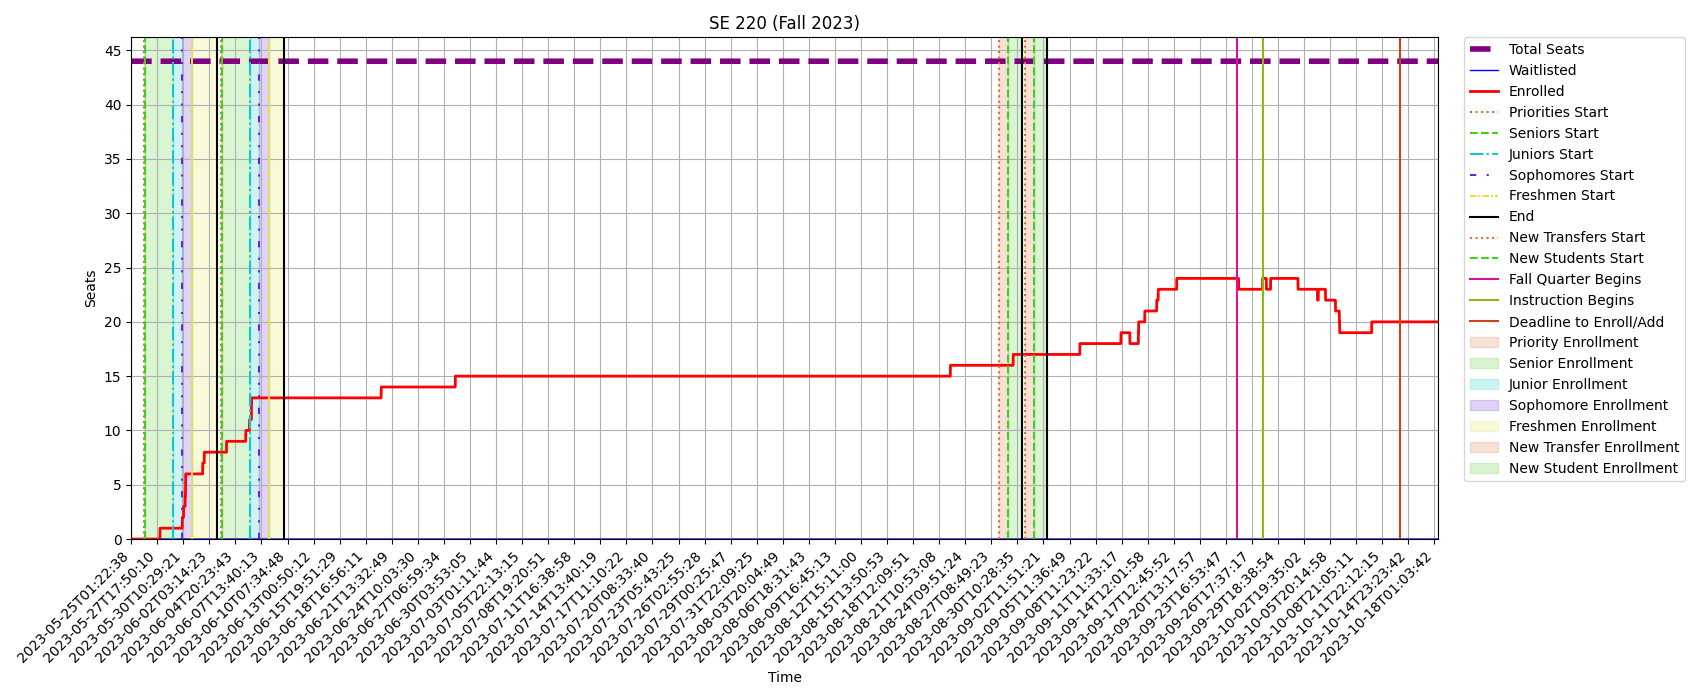 SE 220 (Fall 2023)
Seats
45
40
35
30
25
20
15
10
5
0
2023-05-25T01:22:38
2023-05-27T17:50:10
2023-05-30T10:29:21
2023-06-02T03:14:23
2023-06-04T20:23:43
2023-06-07T13:40:13
2023-06-10T07:34:48
2023-06-13T00:50:12
2023-06-15T19:51:29
2023-06-18T16:56:11
2023-06-21T13:32:49
2023-06-24T10:03:30
2023-06-27T06:59:34
2023-06-30T03:53:05
2023-07-03T01:11:44
2023-07-05T22:13:15
2023-07-08T19:20:51
2023-07-11T16:38:58
2023-07-14T13:40:19
2023-07-17T11:10:22
2023-07-20T08:33:40
2023-07-23T05:43:25
2023-07-26T02:55:28
2023-07-29T00:25:47
2023-07-31T22:09:25
2023-08-03T20:04:49
2023-08-06T18:31:43
2023-08-09T16:45:13
2023-08-12T15:11:00
2023-08-15T13:50:53
2023-08-18T12:09:51
2023-08-21T10:53:08
2023-08-24T09:51:24
2023-08-27T08:49:23
2023-08-30T10:28:35
2023-09-02T11:51:21
2023-09-05T11:36:49
2023-09-08T11:23:22
2023-09-11T11:33:17
2023-09-14T12:01:58
2023-09-17T12:45:52
2023-09-20T13:17:57
2023-09-23T16:53:47
2023-09-26T17:37:17
2023-09-29T18:38:54
2023-10-02T19:35:02
2023-10-05T20:14:58
2023-10-08T21:05:11
2023-10-11T22:12:15
2023-10-14T23:23:42
2023-10-18T01:03:42
Time
Total Seats
Waitlisted
Enrolled
Priorities Start
Seniors Start
Juniors Start
Sophomores Start
Freshmen Start
End
New Transfers Start
New Students Start
Fall Quarter Begins
Instruction Begins
Deadline to Enroll/Add
Priority Enrollment
Senior Enrollment
Junior Enrollment
Sophomore Enrollment
Freshmen Enrollment
New Transfer Enrollment
New Student Enrollment